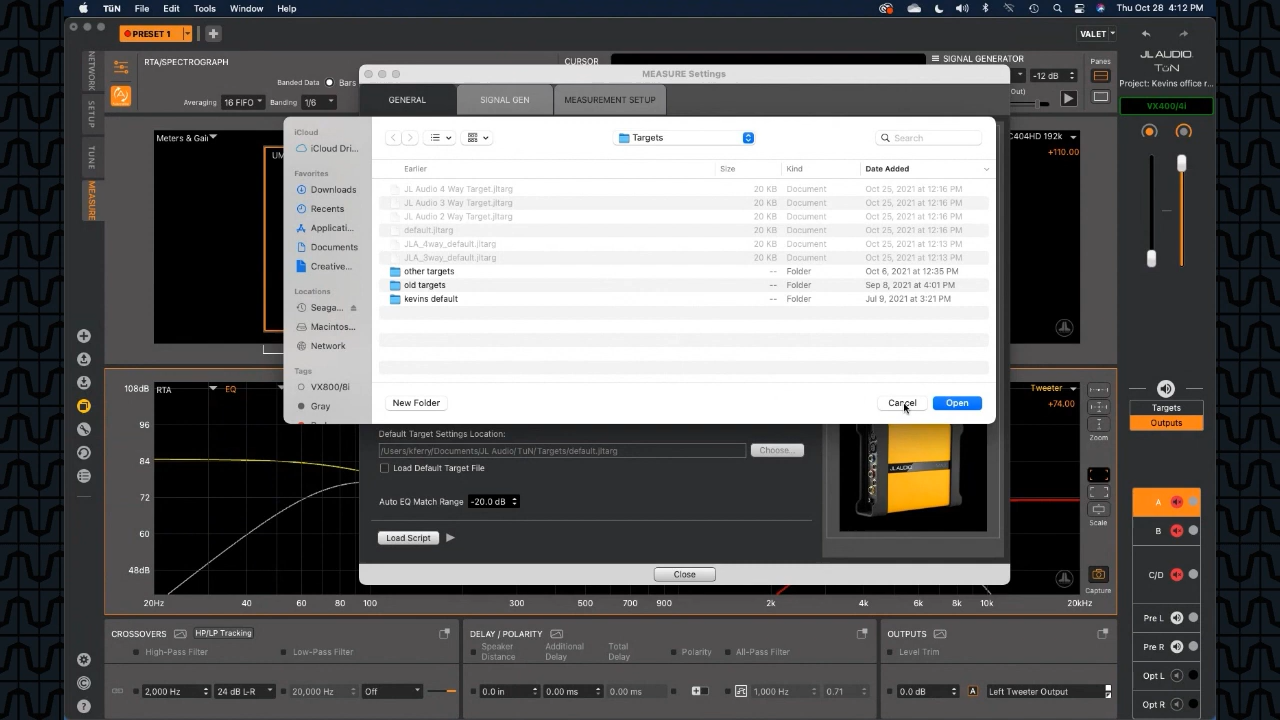 TüN File Edit Tools Window Help
Thu Oct 28 4:12 PM
PRESET 1
VALET
RTA/SPECTROGRAPH
CURSOR
SIGNAL GENERATOR
Panes
JL AUDIO
TüN
Banded Data Bars
-12 dB
Project: Kevins office r...
Averaging 16 FIFO Banding 1/6
Out)
VX400/4i
NETWORK
SETUP
TUNE
MEASURE
Meters & Gai
UM
C404HD 192k
+110.00
MEASURE Settings
GENERAL
SIGNAL GEN
MEASUREMENT SETUP
iCloud
iCloud Dri...
Favorites
Downloads
Recents
Applicati...
Documents
Creative...
Locations
Seaga...
Macintos...
Network
Tags
VX800/8i
Gray
Targets
Search
Earlier Size Kind Date Added
JL Audio 4 Way Target.jltarg 20 KB Document Oct 25, 2021 at 12:16 PM
JL Audio 3 Way Target.jltarg 20 KB Document Oct 25, 2021 at 12:16 PM
JL Audio 2 Way Target.jltarg 20 KB Document Oct 25, 2021 at 12:16 PM
default.jltarg 20 KB Document Oct 25, 2021 at 12:16 PM
JLA_4way_default.jltarg 20 KB Document Oct 25, 2021 at 12:13 PM
JLA_3way_default.jltarg 20 KB Document Oct 25, 2021 at 12:13 PM
other targets -- Folder Oct 6, 2021 at 12:35 PM
old targets -- Folder Sep 8, 2021 at 4:01 PM
kevins default -- Folder Jul 9, 2021 at 3:21 PM
New Folder
Cancel
Open
Default Target Settings Location:
/Users/kferry/Documents/JL Audio/TuN/Targets/default.jltarg
Choose...
Load Default Target File
Auto EQ Match Range -20.0 dB
Load Script
JL AUDIO
Close
108dB RTA EQ
96
84
72
60
48dB
20Hz 40 60 80 100 300 500 700 900 2k 4k 6k 8k 10k 20kHz
Tweeter
+74.00
Zoom
Scale
Capture
Targets
Outputs
A
B
C/D
Pre L
Pre R
Opt L
Opt R
CROSSOVERS HP/LP Tracking
High-Pass Filter Low-Pass Filter
2,000 Hz 24 dB L-R 20,000 Hz Off
DELAY / POLARITY
Speaker Distance
Additional Delay
Total Delay
Polarity
All-Pass Filter
0.0 in 0.00 ms 0.00 ms 1,000 Hz 0.71
OUTPUTS
Level Trim
0.0 dB A Left Tweeter Output